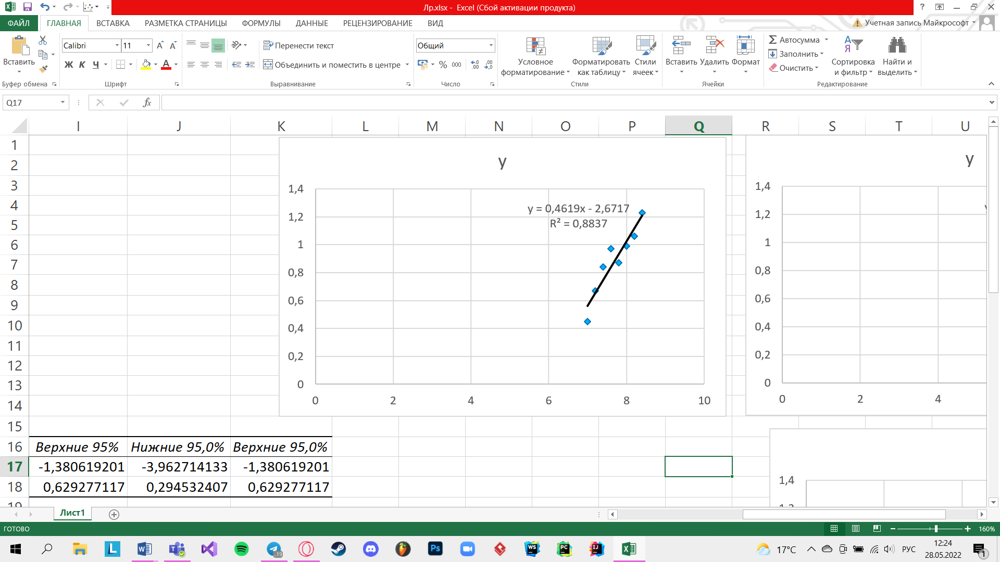 Лр.xlsx - Excel (Сбой активации продукта)
ФАЙЛ ГЛАВНАЯ ВСТАВКА РАЗМЕТКА СТРАНИЦЫ ФОРМУЛЫ ДАННЫЕ РЕЦЕНЗИРОВАНИЕ ВИД Учетная запись Майкрософт
Calibri 11 Перенести текст Общий Автосумма
Вставить Условное форматирование Форматировать как таблицу Стили ячеек Вставить Удалить Формат Заполнить Сортировка и фильтр Найти и выделить
Ж К Ч А Объединить и поместить в центре % 000 Очистить
Буфер обмена Шрифт Выравнивание Число Стили Ячейки Редактирование
Q17 fx
I J K L M N O P Q R S T U
1
2
3
4
5
6
7
8
9
10
11
12
13
14
15
y
1,4
1,2
1
0,8
0,6
0,4
0,2
0
0 2 4 6 8 10
y = 0,4619x - 2,6717
R² = 0,8837
y
1,4
1,2
1
0,8
0,6
0,4
0,2
0
0 2 4
16 Верхние 95% Нижние 95,0% Верхние 95,0%
17 -1,380619201 -3,962714133 -1,380619201
18 0,629277117 0,294532407 0,629277117
19
1,4
1,2
Лист1
ГОТОВО 160%
17°C РУС 12:24
28.05.2022